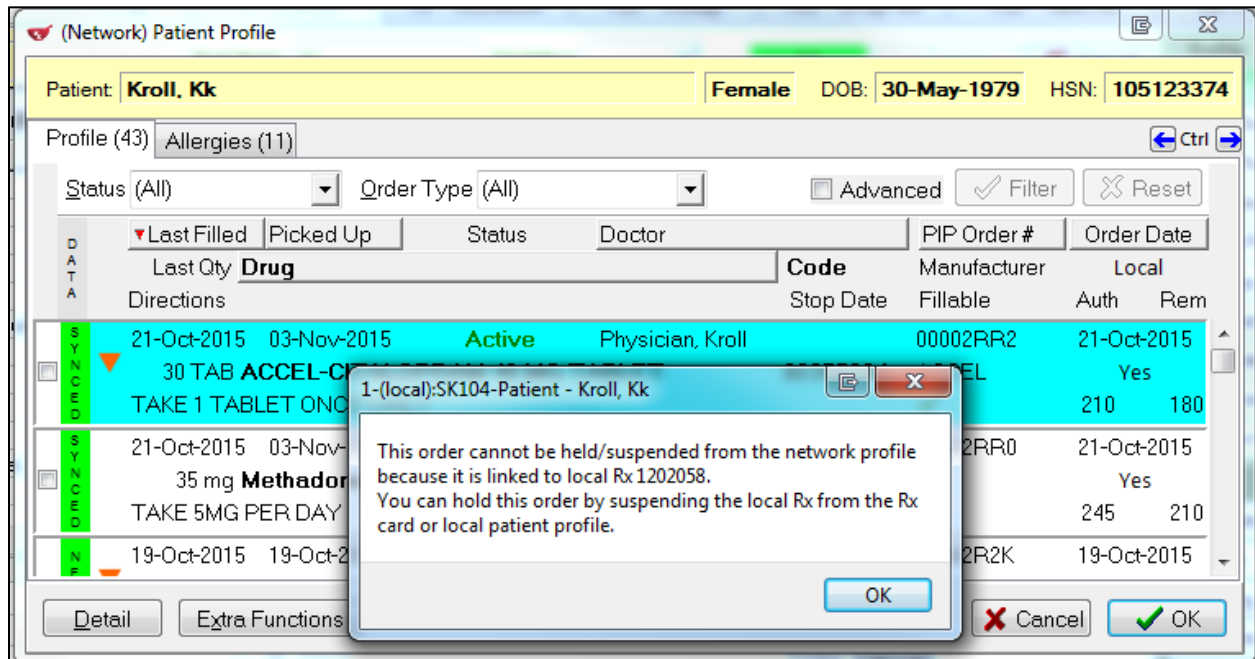 (Network) Patient Profile
Patient: Kroll, Kk Female DOB: 30-May-1979 HSN: 105123374
Profile (43) Allergies (11) Ctrl
Status (All) Order Type (All) Advanced Filter Reset
DATA
Last Filled Picked Up Status Doctor PIP Order # Order Date
Last Qty Drug Code Manufacturer Local
Directions Stop Date Fillable Auth Rem
SYNCED
21-Oct-2015 03-Nov-2015 Active Physician, Kroll 00002RR2 21-Oct-2015
30 TAB Yes
TAKE 1 TABLET 210 180
1-(local):SK104-Patient - Kroll, Kk
This order cannot be held/suspended from the network profile
because it is linked to local Rx 1202058.
You can hold this order by suspending the local Rx from the Rx
card or local patient profile.
OK
SYNCED
21-Oct-2015 03-Nov- 2RR0 21-Oct-2015
35 mg Methador Yes
TAKE 5MG PER DAY 245 210
19-Oct-2015 19-Oct-2 2R2K 19-Oct-2015
Detail Extra Functions Cancel OK